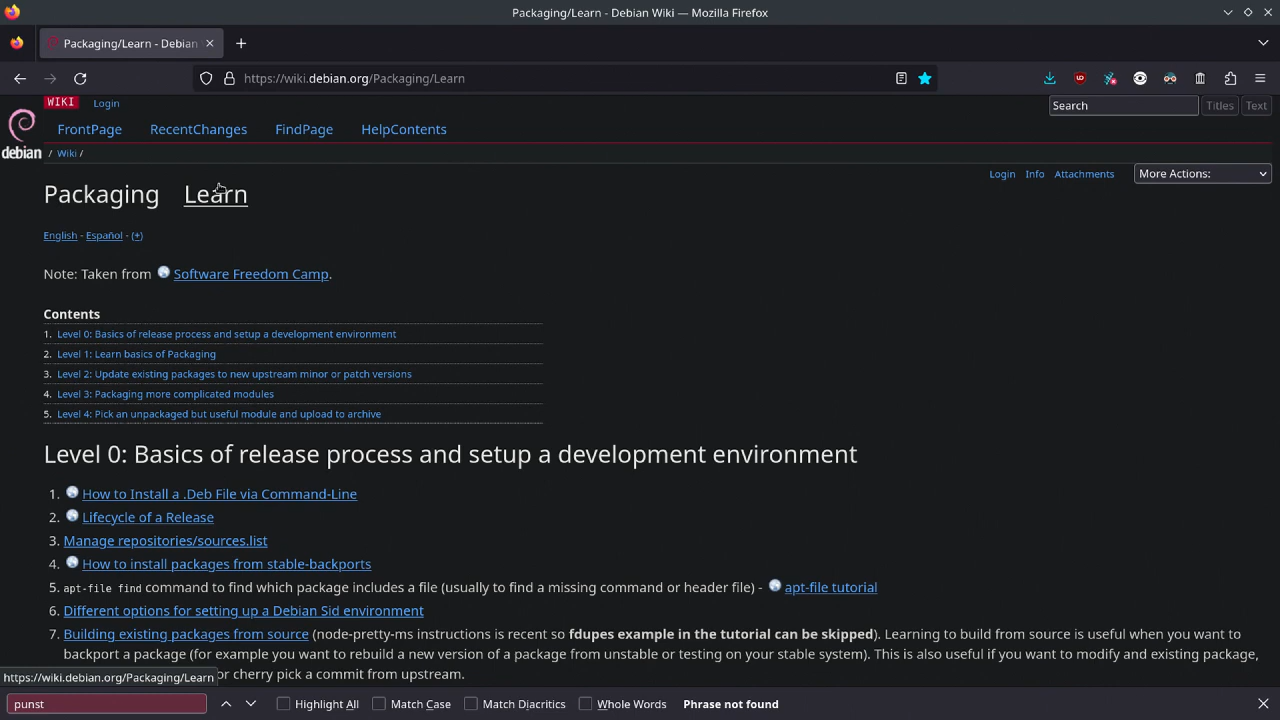 Packaging/Learn - Debian Wiki — Mozilla Firefox
Packaging/Learn - Debian
https://wiki.debian.org/Packaging/Learn
WIKI Login
Search Titles Text
FrontPage RecentChanges FindPage HelpContents
debian / Wiki /
Login Info Attachments More Actions:
Packaging Learn
English - Español - (+)
Note: Taken from Software Freedom Camp.
Contents
1. Level 0: Basics of release process and setup a development environment
2. Level 1: Learn basics of Packaging
3. Level 2: Update existing packages to new upstream minor or patch versions
4. Level 3: Packaging more complicated modules
5. Level 4: Pick an unpackaged but useful module and upload to archive
Level 0: Basics of release process and setup a development environment
1. How to Install a .Deb File via Command-Line
2. Lifecycle of a Release
3. Manage repositories/sources.list
4. How to install packages from stable-backports
5. apt-file find command to find which package includes a file (usually to find a missing command or header file) - apt-file tutorial
6. Different options for setting up a Debian Sid environment
7. Building existing packages from source (node-pretty-ms instructions is recent so fdupes example in the tutorial can be skipped). Learning to build from source is useful when you want to
backport a package (for example you want to rebuild a new version of a package from unstable or testing on your stable system). This is also useful if you want to modify and existing package,
https://wiki.debian.org/Packaging/Learn or cherry pick a commit from upstream.
punst Highlight All Match Case Match Diacritics Whole Words Phrase not found